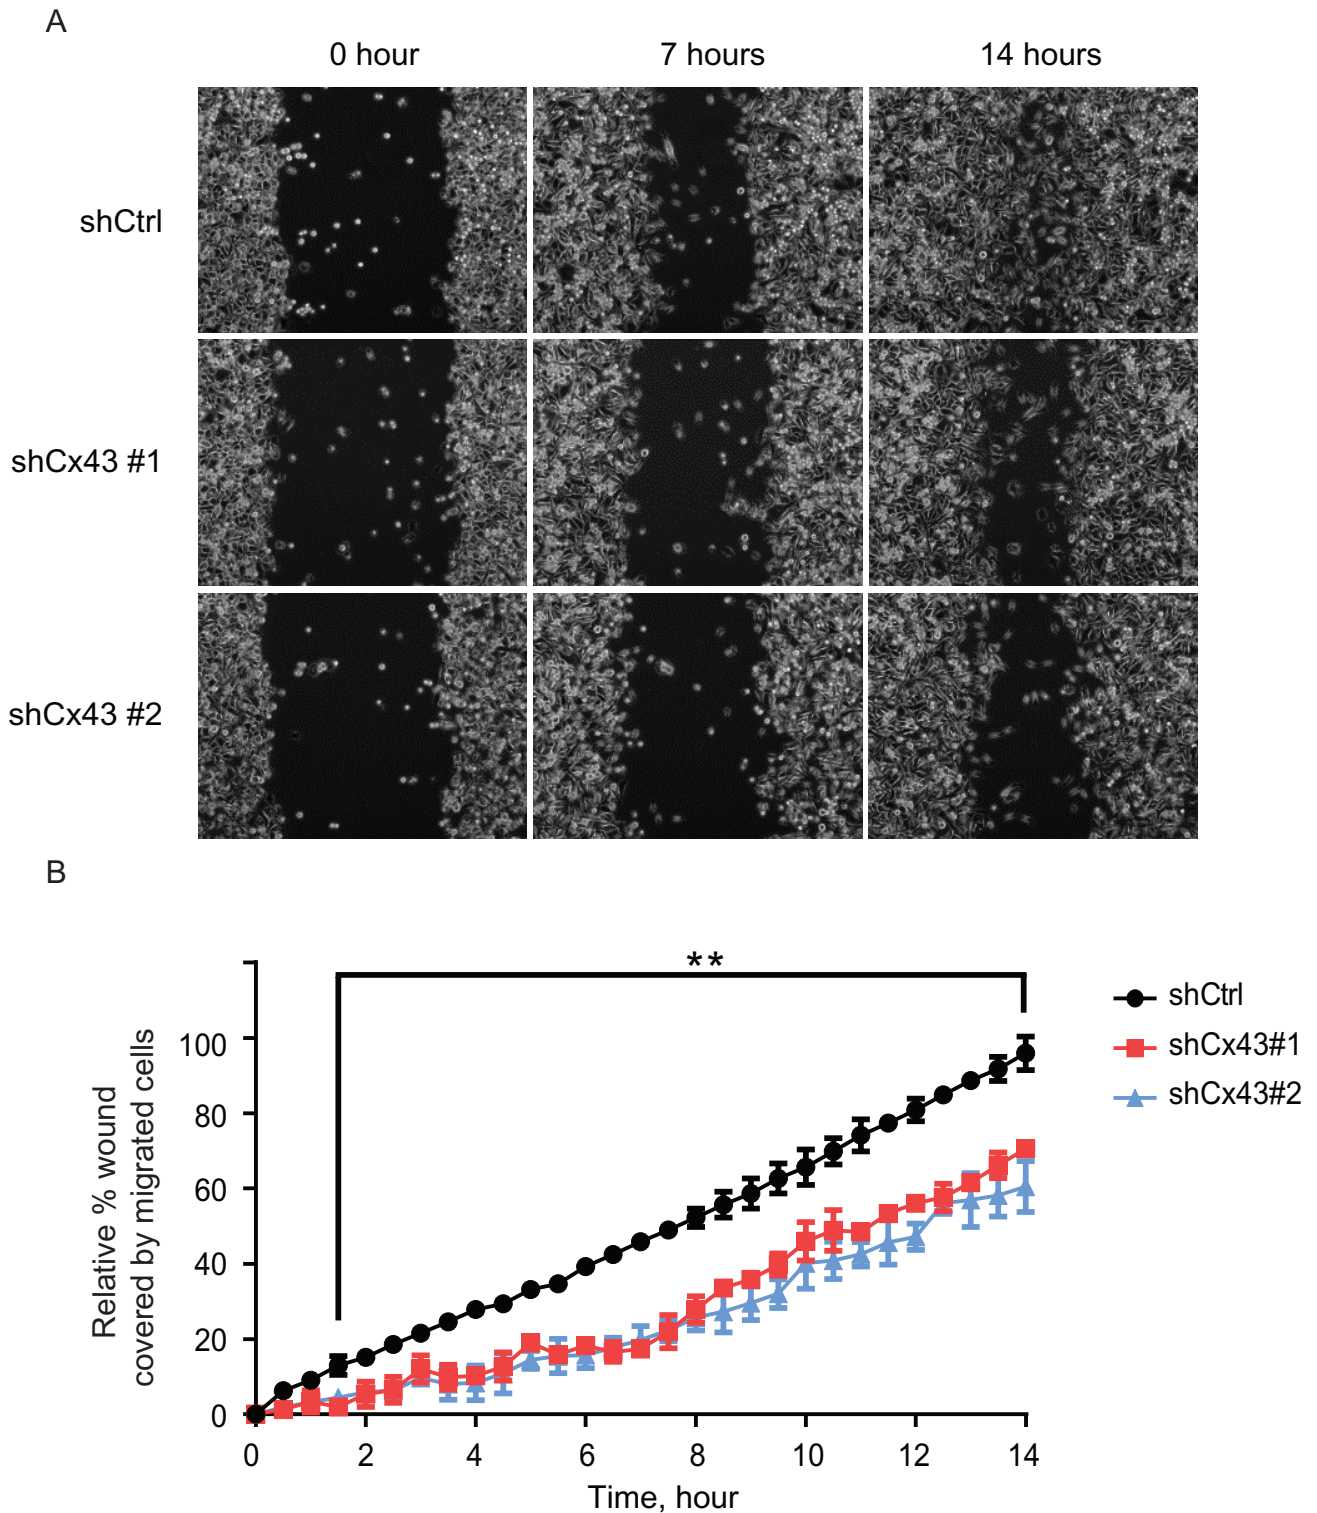 A
0 hour
7 hours
14 hours
shCtrl
shCx43 #1
shCx43 #2
B
**
Relative % wound
covered by migrated cells
100
80
60
40
20
0
0 2 4 6 8 10 12 14
Time, hour
shCtrl
shCx43#1
shCx43#2